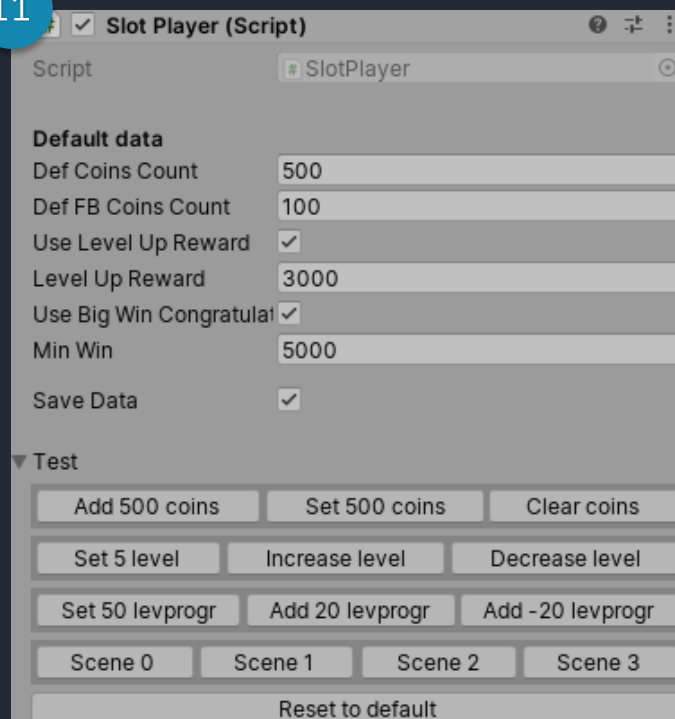 11
Slot Player (Script)
Script # SlotPlayer
Default data
Def Coins Count 500
Def FB Coins Count 100
Use Level Up Reward
Level Up Reward 3000
Use Big Win Congratulat
Min Win 5000
Save Data
Test
Add 500 coins Set 500 coins Clear coins
Set 5 level Increase level Decrease level
Set 50 levprogr Add 20 levprogr Add -20 levprogr
Scene 0 Scene 1 Scene 2 Scene 3
Reset to default